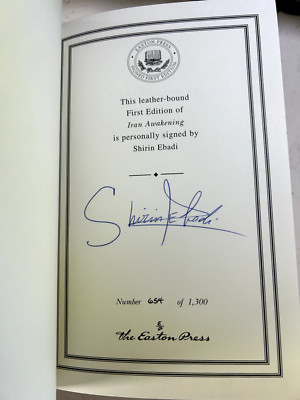 EASTON PRESS
SIGNED FIRST EDITION
This leather-bound
First Edition of
Iran Awakening
is personally signed by
Shirin Ebadi
Shirin Ebadi
Number 654 of 1,300
the Easton Press